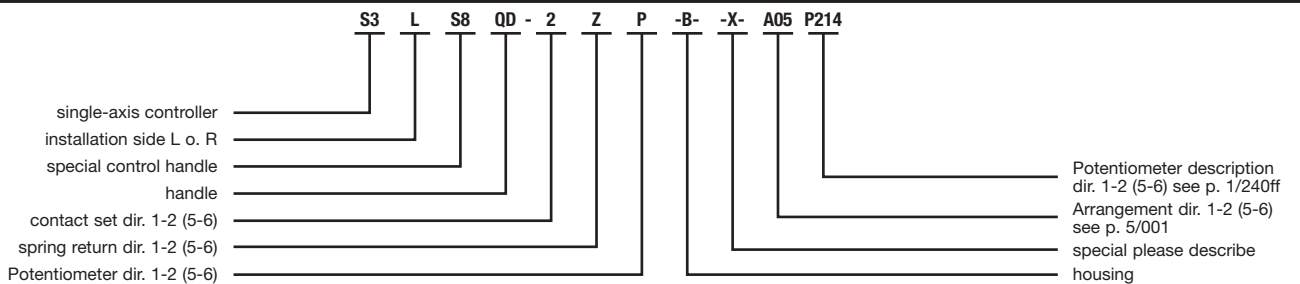 S3 L S8 QD - 2 Z P -B- -X- A05 P214
single-axis controller
installation side L o. R
special control handle
handle
contact set dir. 1-2 (5-6)
spring return dir. 1-2 (5-6)
Potentiometer dir. 1-2 (5-6)
Potentiometer description
dir. 1-2 (5-6) see p. 1/240ff
Arrangement dir. 1-2 (5-6)
see p. 5/001
special please describe
housing